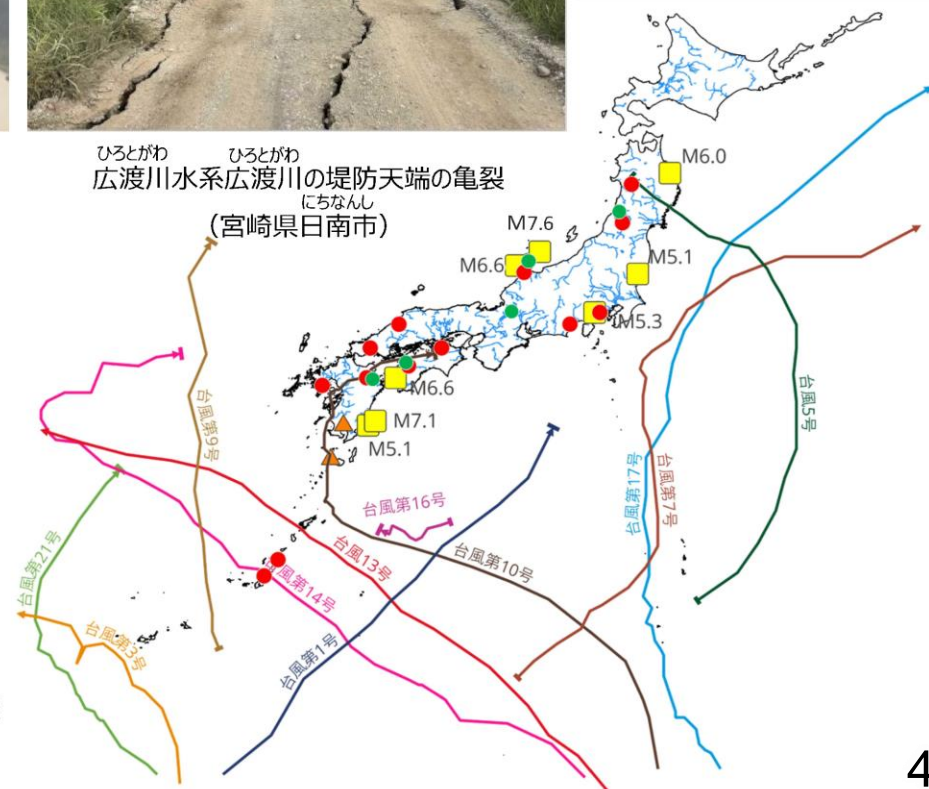 ひろとがわ ひろとがわ
広渡川水系広渡川の堤防天端の亀裂
にちなんし
(宮崎県日南市)
M6.0
M7.6
M6.6
M5.1
M5.3
M6.6
M7.1
M5.1
台風第9号
台風5号
台風第17号
台風第7号
台風第16号
台風第21号
台風13号
台風第10号
台風第14号
台風第3号
台風第1号
4